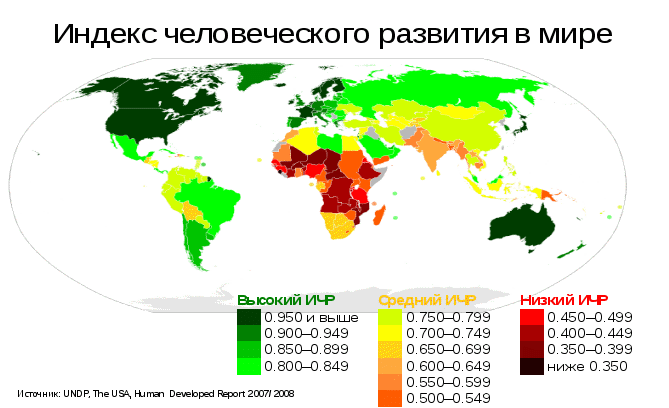 Индекс человеческого развития в мире
Высокий ИЧР
0.950 и выше
0.900–0.949
0.850–0.899
0.800–0.849
Средний ИЧР
0.750–0.799
0.700–0.749
0.650–0.699
0.600–0.649
0.550–0.599
0.500–0.549
Низкий ИЧР
0.450–0.499
0.400–0.449
0.350–0.399
ниже 0.350
Источник: UNDP, The USA, Human Developed Report 2007/2008